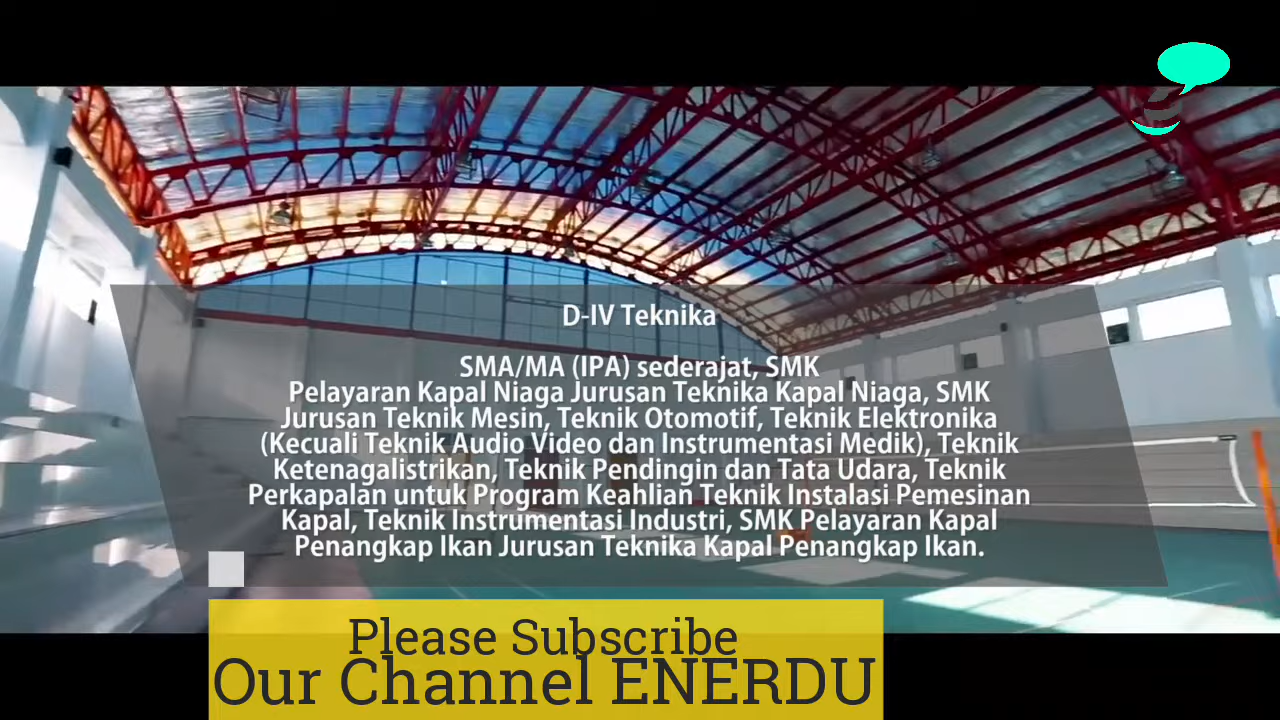 D-IV Teknika
SMA/MA (IPA) sederajat, SMK
Pelayaran Kapal Niaga Jurusan Teknika Kapal Niaga, SMK
Jurusan Teknik Mesin, Teknik Otomotif, Teknik Elektronika
(Kecuali Teknik Audio Video dan Instrumentasi Medik), Teknik
Ketenagalistrikan, Teknik Pendingin dan Tata Udara, Teknik
Perkapalan untuk Program Keahlian Teknik Instalasi Pemesinan
Kapal, Teknik Instrumentasi Industri, SMK Pelayaran Kapal
Penangkap Ikan Jurusan Teknika Kapal Penangkap Ikan.
Please Subscribe
Our Channel ENERDU